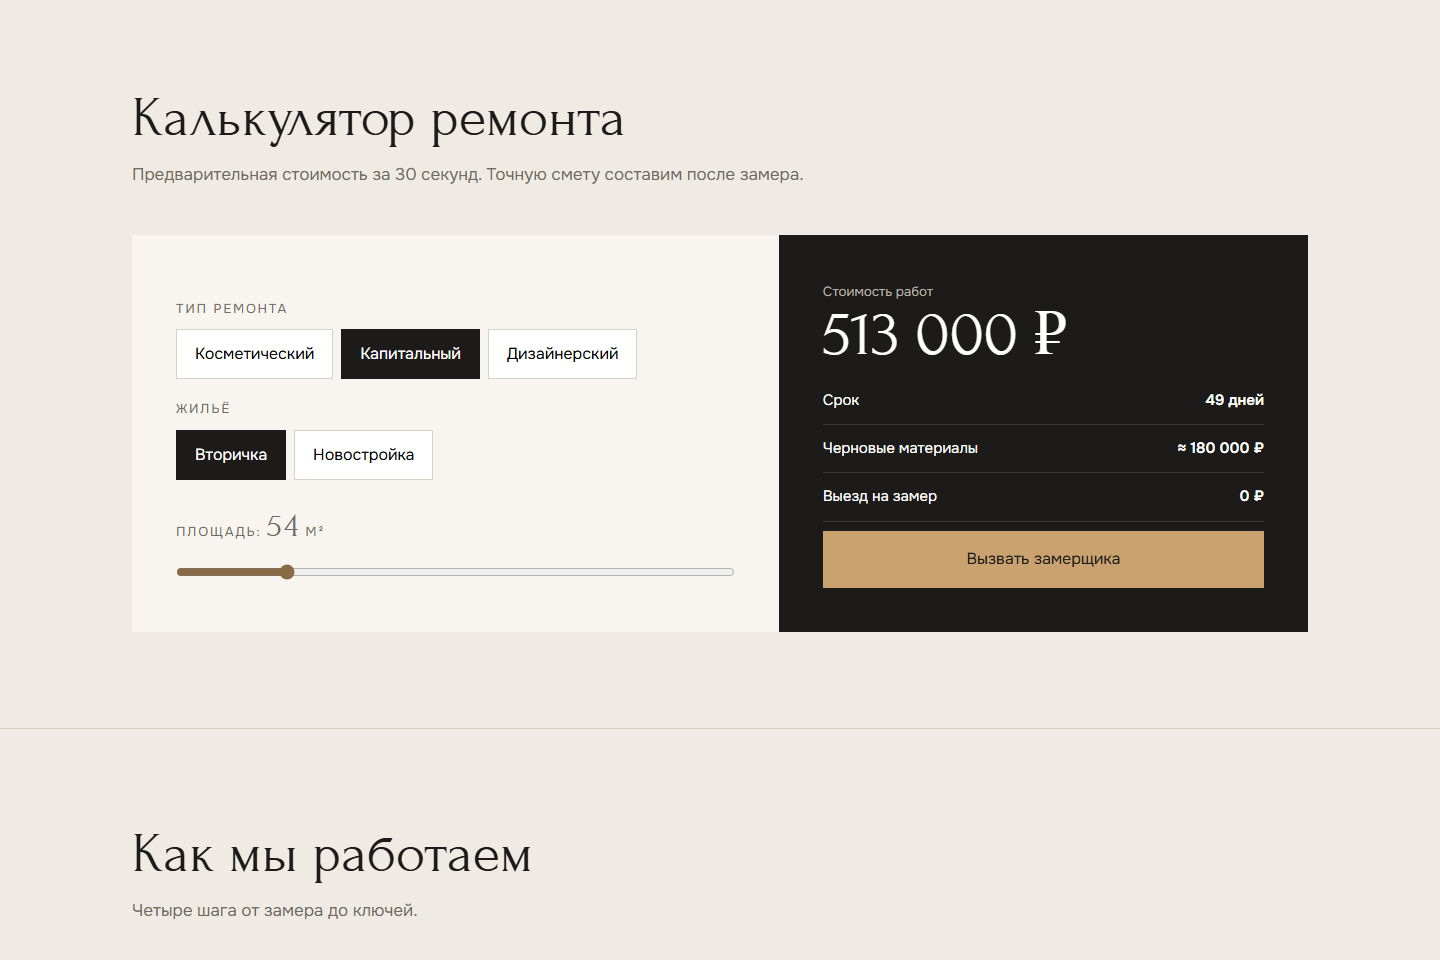 Калькулятор ремонта
Предварительная стоимость за 30 секунд. Точную смету составим после замера.
ТИП РЕМОНТА
Косметический Капитальный Дизайнерский
ЖИЛЬЁ
Вторичка Новостройка
ПЛОЩАДЬ: 54 М²
Стоимость работ
513 000 ₽
Срок 49 дней
Черновые материалы ≈ 180 000 ₽
Выезд на замер 0 ₽
Вызвать замерщика
Как мы работаем
Четыре шага от замера до ключей.